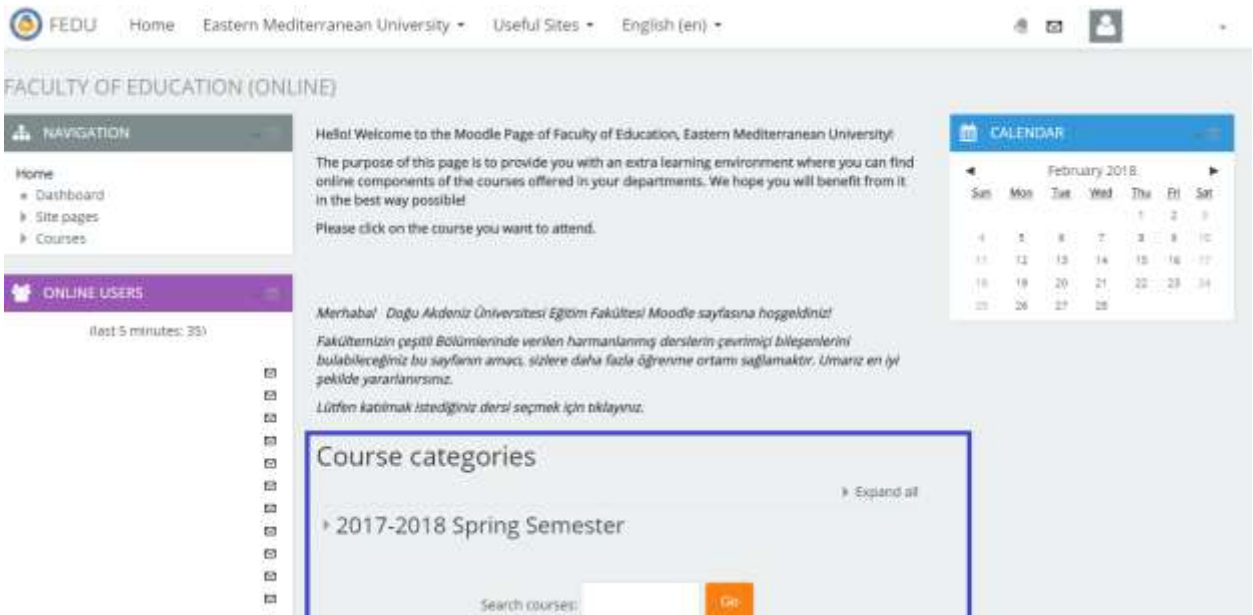 FEDU Home Eastern Mediterranean University Useful Sites English (en)
FACULTY OF EDUCATION (ONLINE)
NAVIGATION
Home
Dashboard
Site pages
Courses
ONLINE USERS
(last 5 minutes: 35)
Hello! Welcome to the Moodle Page of Faculty of Education, Eastern Mediterranean University!
The purpose of this page is to provide you with an extra learning environment where you can find
online components of the courses offered in your departments. We hope you will benefit from it
in the best way possible!
Please click on the course you want to attend.
Merhaba! Doğu Akdeniz Üniversitesi Eğitim Fakültesi Moodle sayfasına hoşgeldiniz!
Fakültemizin çeşitli Bölümlerinde verilen harmanlanmış derslerin çevrimiçi bileşenlerini
bulabileceğiniz bu sayfanın amacı, sizlere daha fazla öğrenme ortamı sağlamaktır. Umarız en iyi
şekilde yararlanırsınız.
Lütfen katılmak istediğiniz dersi seçmek için tıklayınız.
Course categories
Expand all
2017-2018 Spring Semester
Search courses: Go
CALENDAR
February 2018
Sun Mon Tue Wed Thu Fri Sat
1 2 3
4 5 6 7 8 9 10
11 12 13 14 15 16 17
18 19 20 21 22 23 24
25 26 27 28